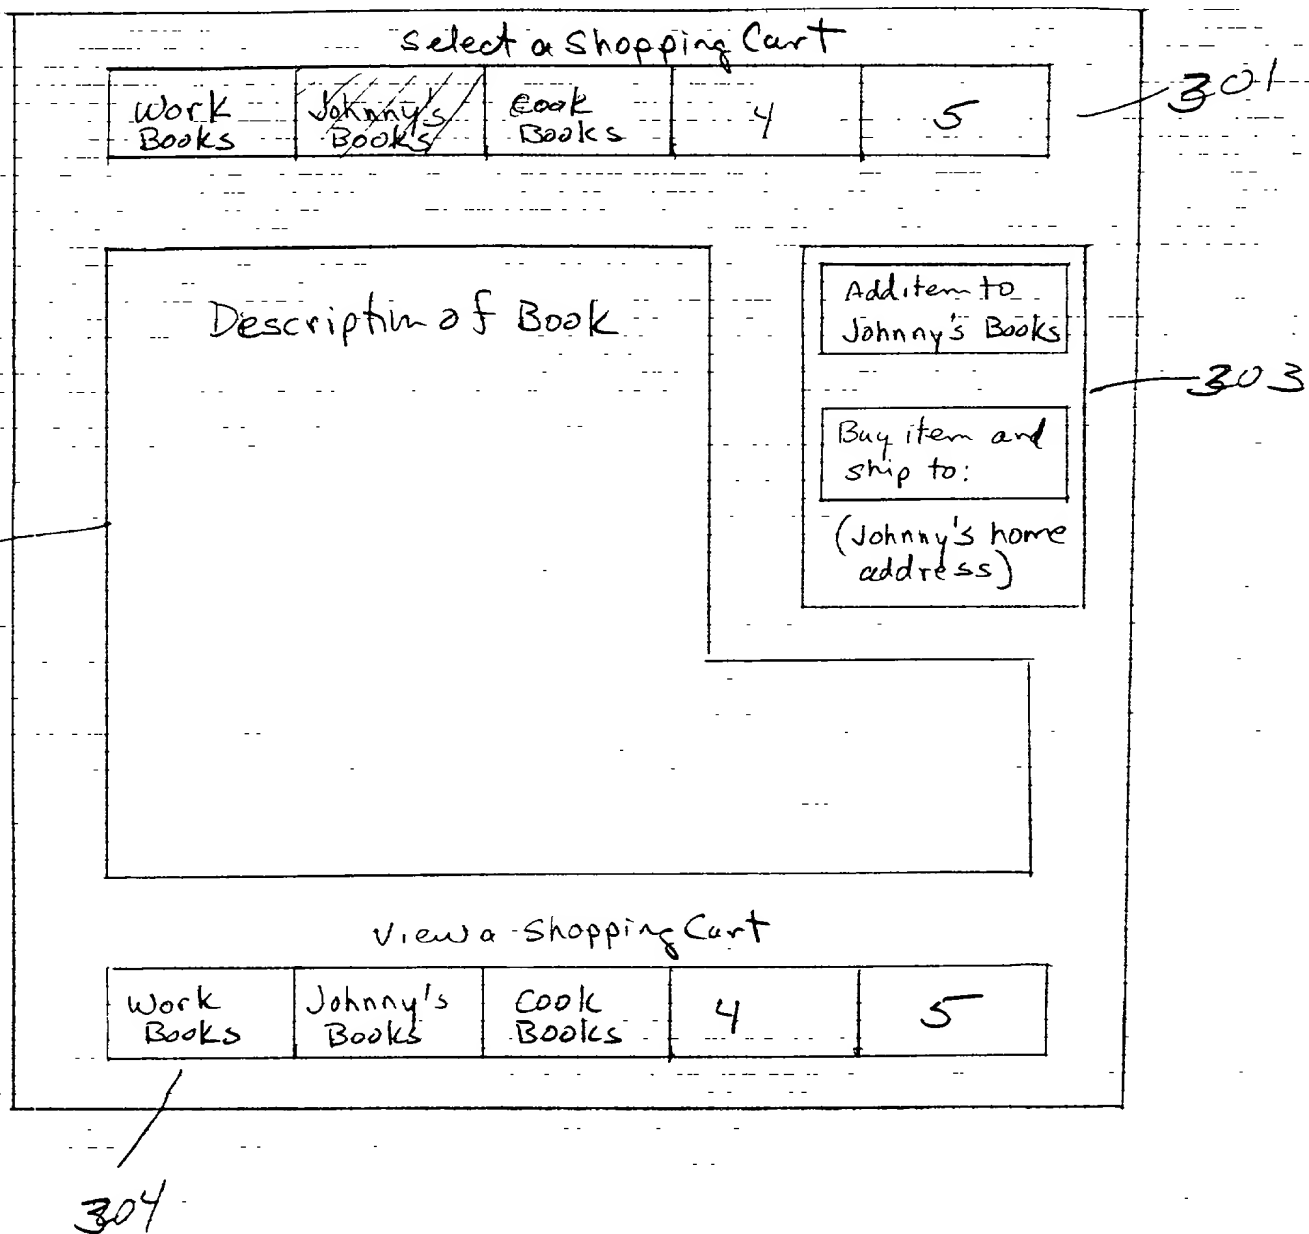 Select a Shopping Cart
301
Work
Books
Johnny's
Books
Cook
Books
4
5
Description of Book
Add item to
Johnny's Books
303
Buy item and
ship to:
(Johnny's home
address)
View a Shopping Cart
Work
Books
Johnny's
Books
Cook
Books
4
5
304